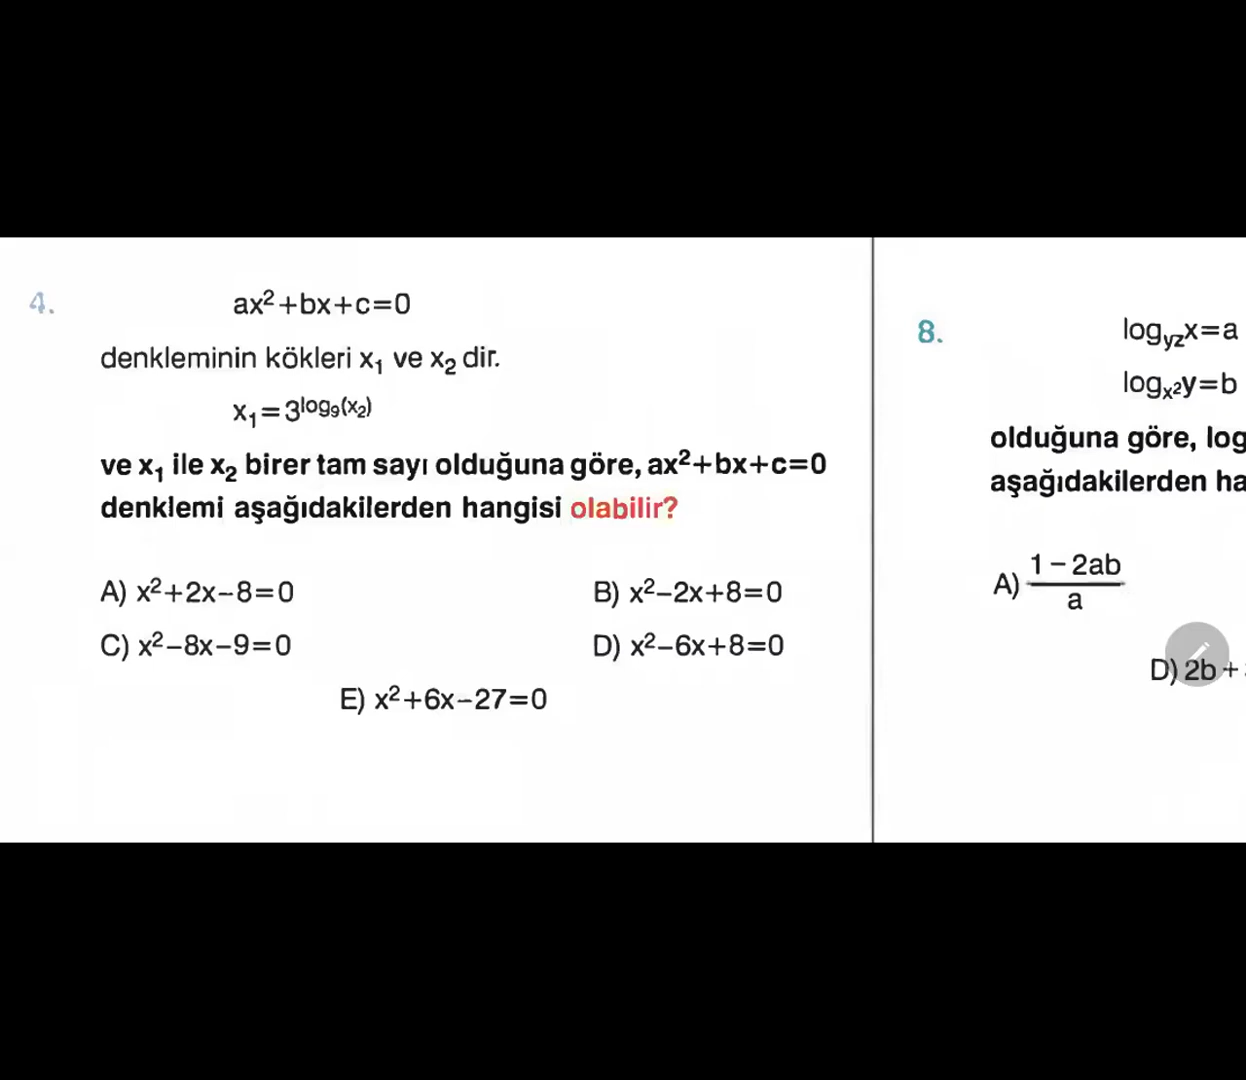 4.
ax²+bx+c=0
denkleminin kökleri x₁ ve x₂ dir.
x₁=3^log₉(x₂)
ve x₁ ile x₂ birer tam sayı olduğuna göre, ax²+bx+c=0
denklemi aşağıdakilerden hangisi olabilir?
A) x²+2x−8=0
B) x²−2x+8=0
C) x²−8x−9=0
D) x²−6x+8=0
E) x²+6x−27=0
8.
log_yz x=a
log_x² y=b
olduğuna göre, log
aşağıdakilerden ha
A) (1−2ab)/a
D) 2b+